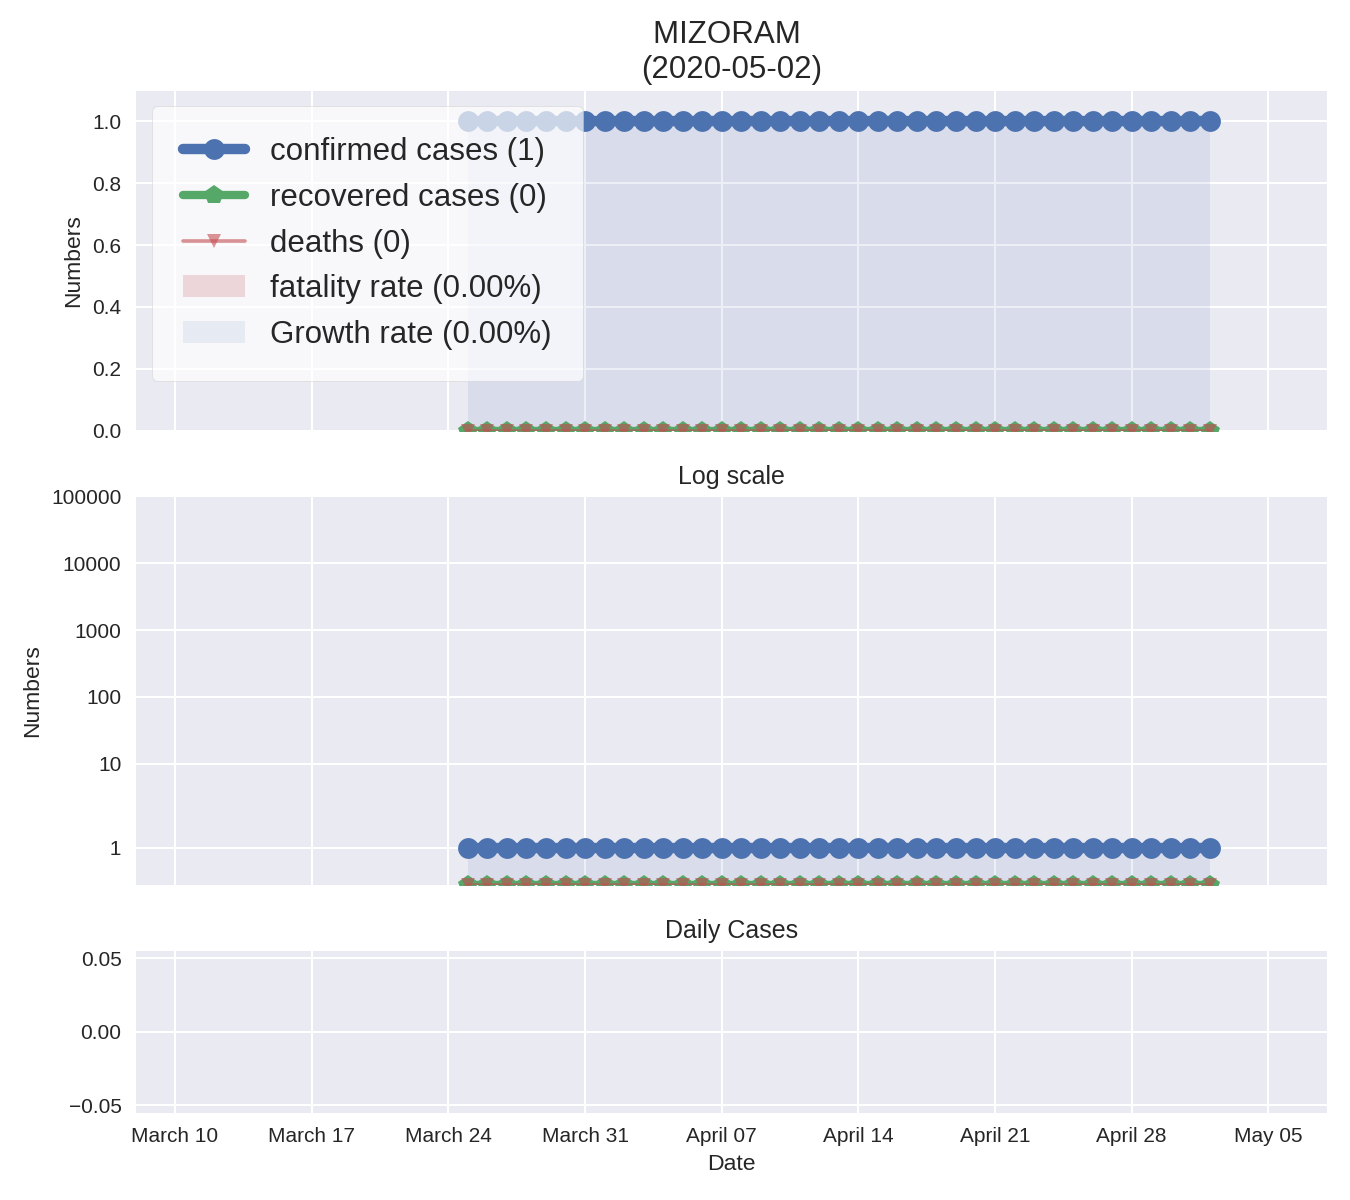 MIZORAM
(2020-05-02)
1.0
0.8
0.6
0.4
0.2
0.0
Numbers
confirmed cases (1)
recovered cases (0)
deaths (0)
fatality rate (0.00%)
Growth rate (0.00%)
Log scale
100000
10000
1000
100
10
1
Numbers
Daily Cases
0.05
0.00
−0.05
March 10 March 17 March 24 March 31 April 07 April 14 April 21 April 28 May 05
Date